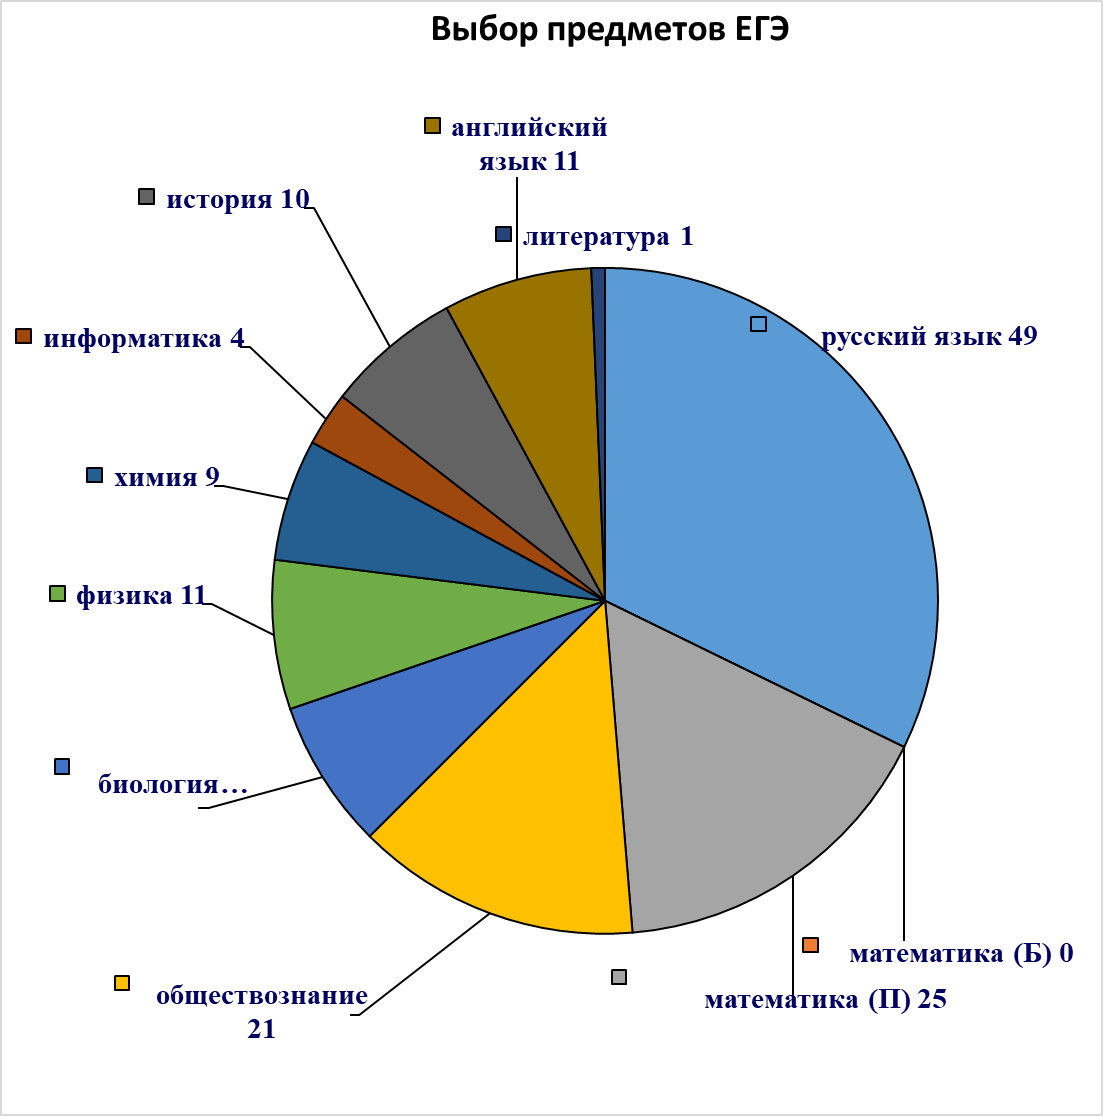 Выбор предметов ЕГЭ
английский
язык 11
история 10
литература 1
русский язык 49
информатика 4
химия 9
физика 11
биология…
математика (Б) 0
математика (П) 25
обществознание
21